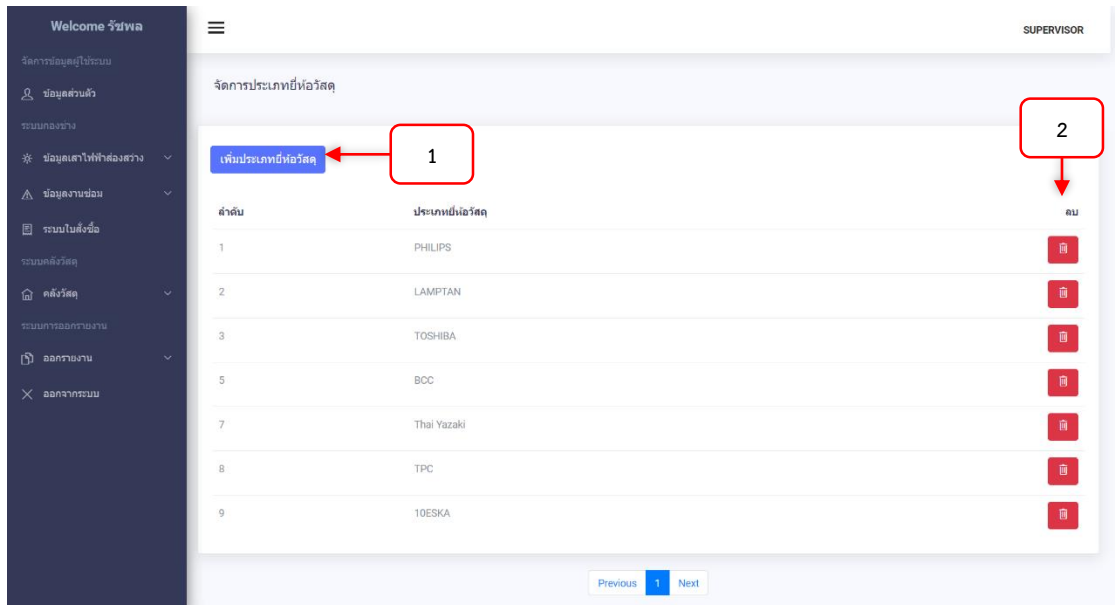 Welcome รัชพล
SUPERVISOR
จัดการข้อมูลผู้ใช้ระบบ
ข้อมูลส่วนตัว
ระบบกองช่าง
ข้อมูลเสาไฟฟ้าส่องสว่าง
ข้อมูลงานซ่อม
ระบบใบสั่งซื้อ
ระบบคลังวัสดุ
คลังวัสดุ
ระบบการออกรายงาน
ออกรายงาน
ออกจากระบบ
จัดการประเภทยี่ห้อวัสดุ
เพิ่มประเภทยี่ห้อวัสดุ
1
2
ลำดับ ประเภทยี่ห้อวัสดุ ลบ
1 PHILIPS
2 LAMPTAN
3 TOSHIBA
5 BCC
7 Thai Yazaki
8 TPC
9 10ESKA
Previous 1 Next